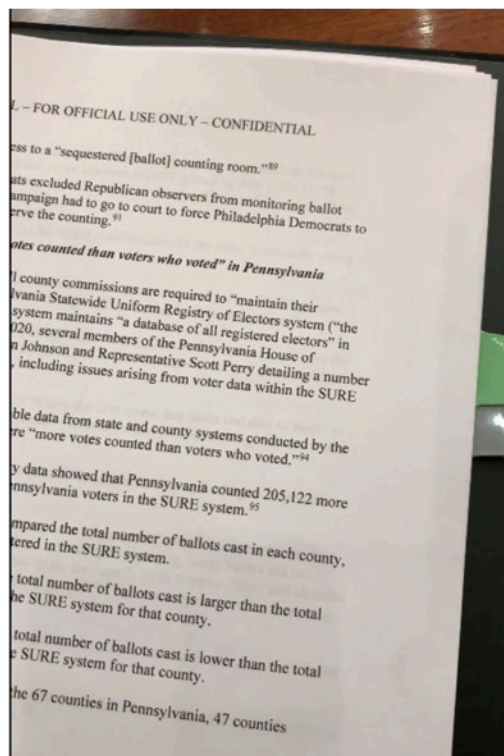 – FOR OFFICIAL USE ONLY – CONFIDENTIAL
ess to a “sequestered [ballot] counting room.”89
ats excluded Republican observers from monitoring ballot
ampaign had to go to court to force Philadelphia Democrats to
erve the counting.91
otes counted than voters who voted” in Pennsylvania
l county commissions are required to “maintain their
lvania Statewide Uniform Registry of Electors system (“the
system maintains “a database of all registered electors” in
020, several members of the Pennsylvania House of
n Johnson and Representative Scott Perry detailing a number
, including issues arising from voter data within the SURE
ble data from state and county systems conducted by the
re “more votes counted than voters who voted.”94
y data showed that Pennsylvania counted 205,122 more
ennsylvania voters in the SURE system.95
mpared the total number of ballots cast in each county,
tered in the SURE system.
total number of ballots cast is larger than the total
he SURE system for that county.
total number of ballots cast is lower than the total
e SURE system for that county.
the 67 counties in Pennsylvania, 47 counties